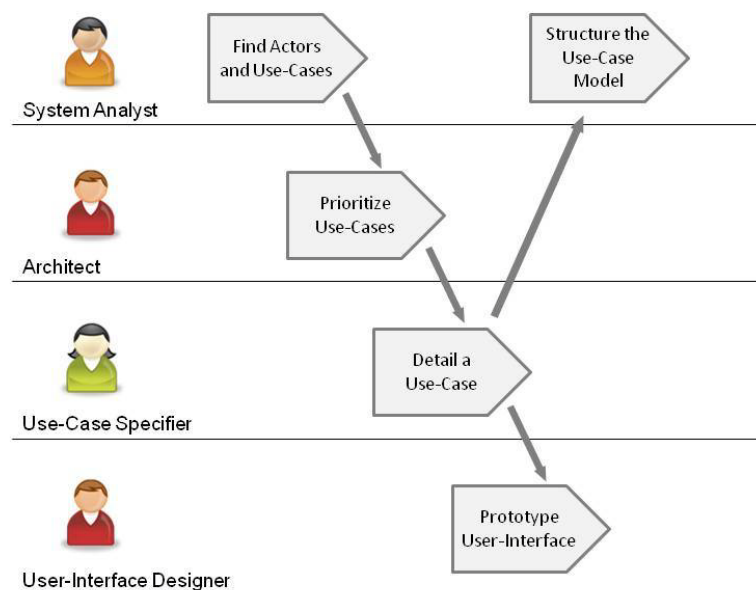 Find Actors
and Use-Cases
Structure the
Use-Case
Model
System Analyst
Prioritize
Use-Cases
Architect
Detail a
Use-Case
Use-Case Specifier
Prototype
User-Interface
User-Interface Designer